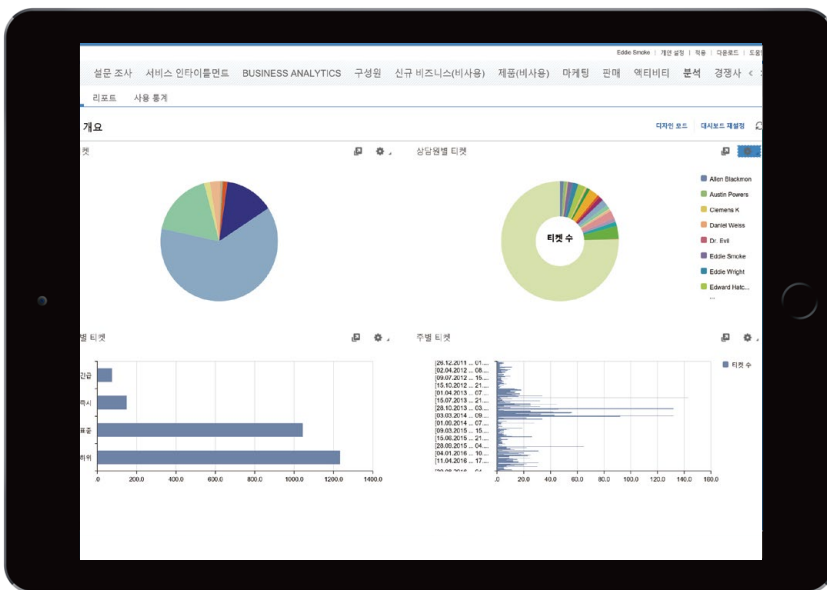 Eddie Smoke | 개인 설정 | 적용 | 다운로드 | 도움
설문 조사 서비스 인타이틀먼트 BUSINESS ANALYTICS 구성원 신규 비즈니스(비사용) 제품(비사용) 마케팅 판매 액티비티 분석 경쟁사
리포트 사용 통계
개요
디자인 모드 대시보드 재설정
켓
상담원별 티켓
티켓 수
Allen Blackmon
Austin Powers
Clemens K
Daniel Weiss
Dr. Evil
Eddie Smoke
Eddie Wright
Edward Hatc...
...
별 티켓
긴급
즉시
표준
하위
.0 200.0 400.0 600.0 800.0 1000.0 1200.0 1400.0
주별 티켓
[26.12.2011 ... 01....
[02.04.2012 ... 08....
[09.07.2012 ... 15....
[15.10.2012 ... 21....
[01.04.2013 ... 07....
[15.07.2013 ... 21....
[28.10.2013 ... 03....
[03.03.2014 ... 09....
[01.09.2014 ... 07....
[09.03.2015 ... 15....
[15.06.2015 ... 21....
[28.09.2015 ... 04....
[04.01.2016 ... 10....
[11.04.2016 ... 17....
티켓 수
.0 20.0 40.0 60.0 80.0 100.0 120.0 140.0 160.0